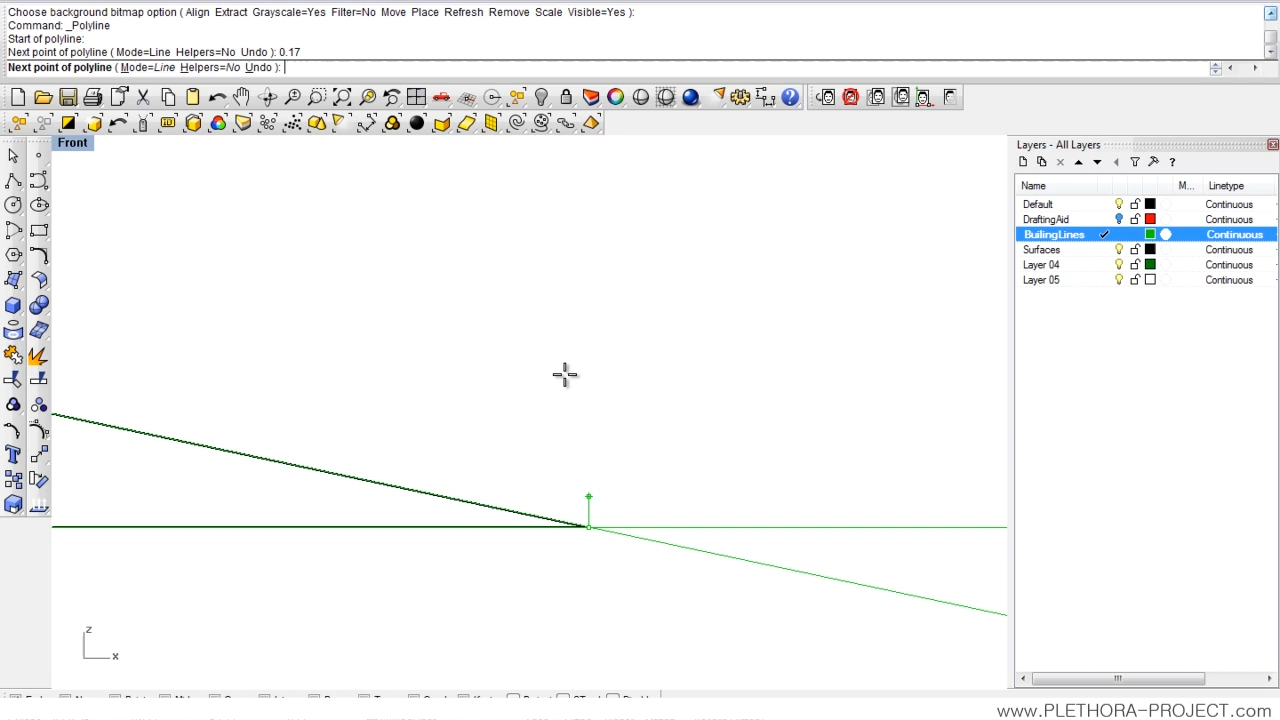 Choose background bitmap option ( Align Extract Grayscale=Yes Filter=No Move Place Refresh Remove Scale Visible=Yes ):
Command: _Polyline
Start of polyline:
Next point of polyline ( Mode=Line Helpers=No Undo ): 0.17
Next point of polyline ( Mode=Line Helpers=No Undo ):
Front
Layers - All Layers
Name M... Linetype
Default Continuous
DraftingAid Continuous
BuilingLines Continuous
Surfaces Continuous
Layer 04 Continuous
Layer 05 Continuous
z
x
www.PLETHORA-PROJECT.com